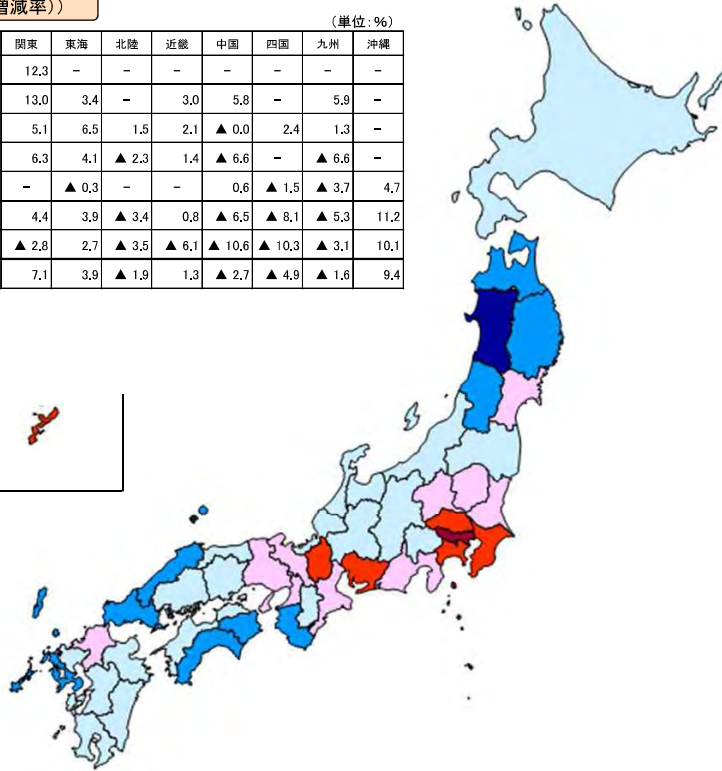 増減率))
(単位:%)
関東 東海 北陸 近畿 中国 四国 九州 沖縄
12.3 − − − − − − −
13.0 3.4 − 3.0 5.8 − 5.9 −
5.1 6.5 1.5 2.1 ▲ 0.0 2.4 1.3 −
6.3 4.1 ▲ 2.3 1.4 ▲ 6.6 − ▲ 6.6 −
− ▲ 0.3 − − 0.6 ▲ 1.5 ▲ 3.7 4.7
4.4 3.9 ▲ 3.4 0.8 ▲ 6.5 ▲ 8.1 ▲ 5.3 11.2
▲ 2.8 2.7 ▲ 3.5 ▲ 6.1 ▲ 10.6 ▲ 10.3 ▲ 3.1 10.1
7.1 3.9 ▲ 1.9 1.3 ▲ 2.7 ▲ 4.9 ▲ 1.6 9.4